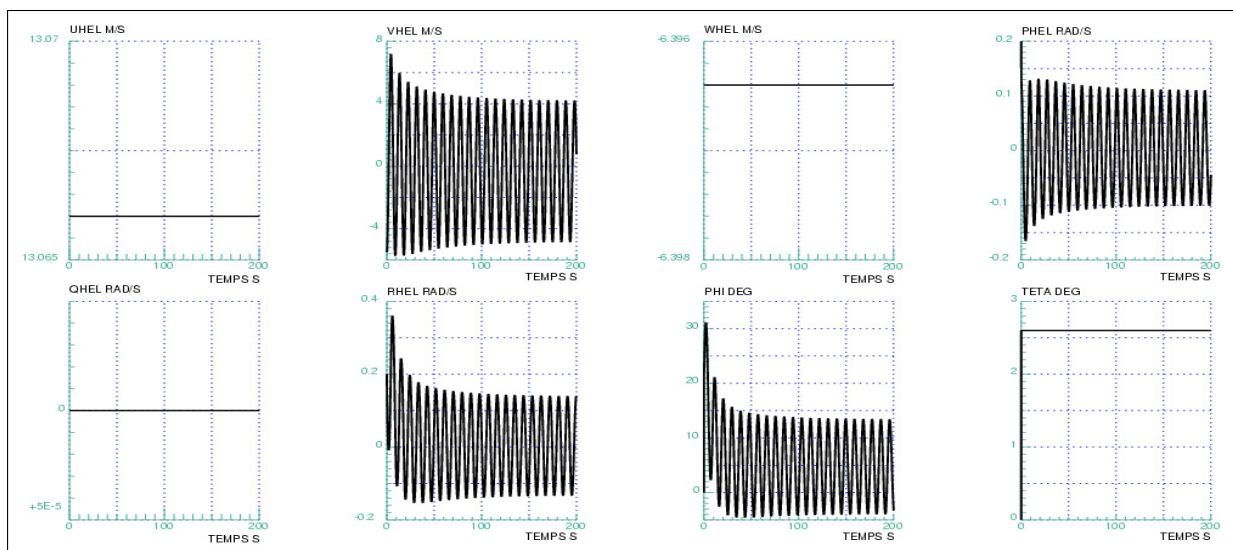 UHEL M/S
13.07
13.065
0
100
200
TEMPS S
VHEL M/S
8
4
0
-4
0
100
200
TEMPS S
WHEL M/S
-6.396
-6.398
0
100
200
TEMPS S
PHEL RAD/S
0.2
0.1
0
-0.1
-0.2
0
100
200
TEMPS S
QHEL RAD/S
0
+5E-5
0
100
200
TEMPS S
RHEL RAD/S
0.4
0.2
0
-0.2
0
100
200
TEMPS S
PHI DEG
30
20
10
0
0
100
200
TEMPS S
TETA DEG
3
2
1
0
0
100
200
TEMPS S